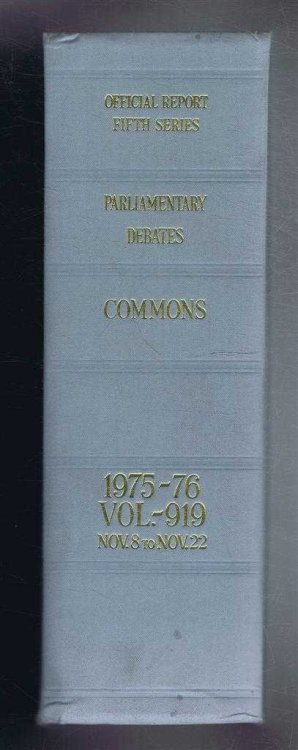 OFFICIAL REPORT
FIFTH SERIES
PARLIAMENTARY
DEBATES
COMMONS
1975-76
VOL.-919
NOV. 8 TO NOV. 22